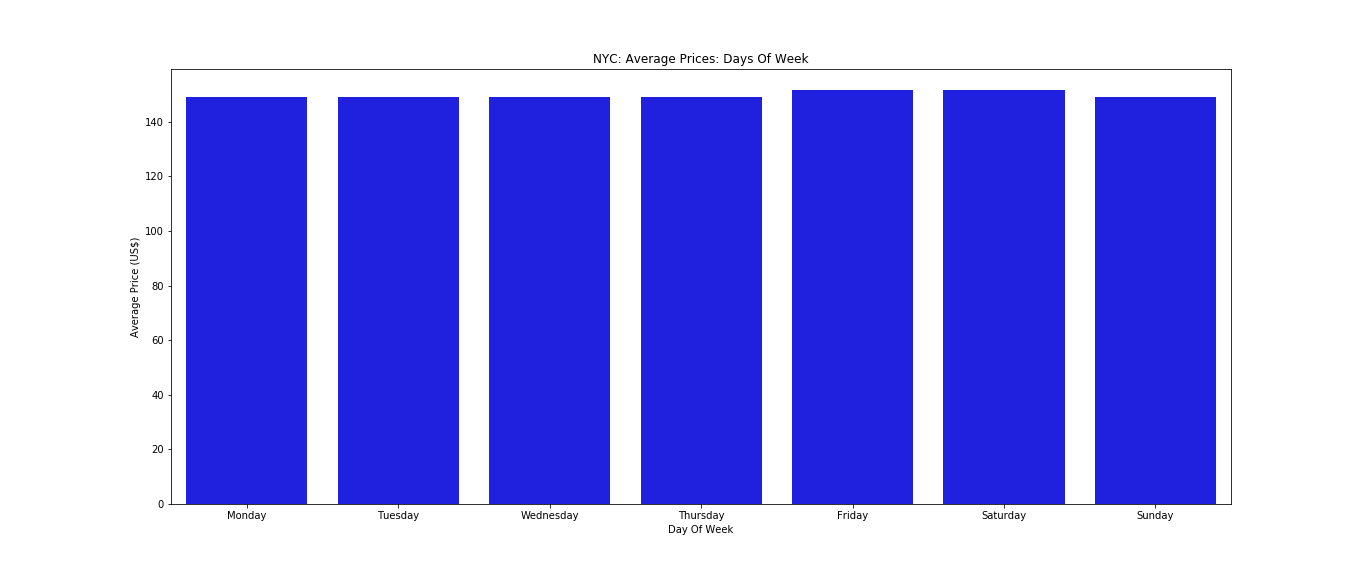 NYC: Average Prices: Days Of Week
Average Price (US$)
140
120
100
80
60
40
20
0
Monday Tuesday Wednesday Thursday Friday Saturday Sunday
Day Of Week